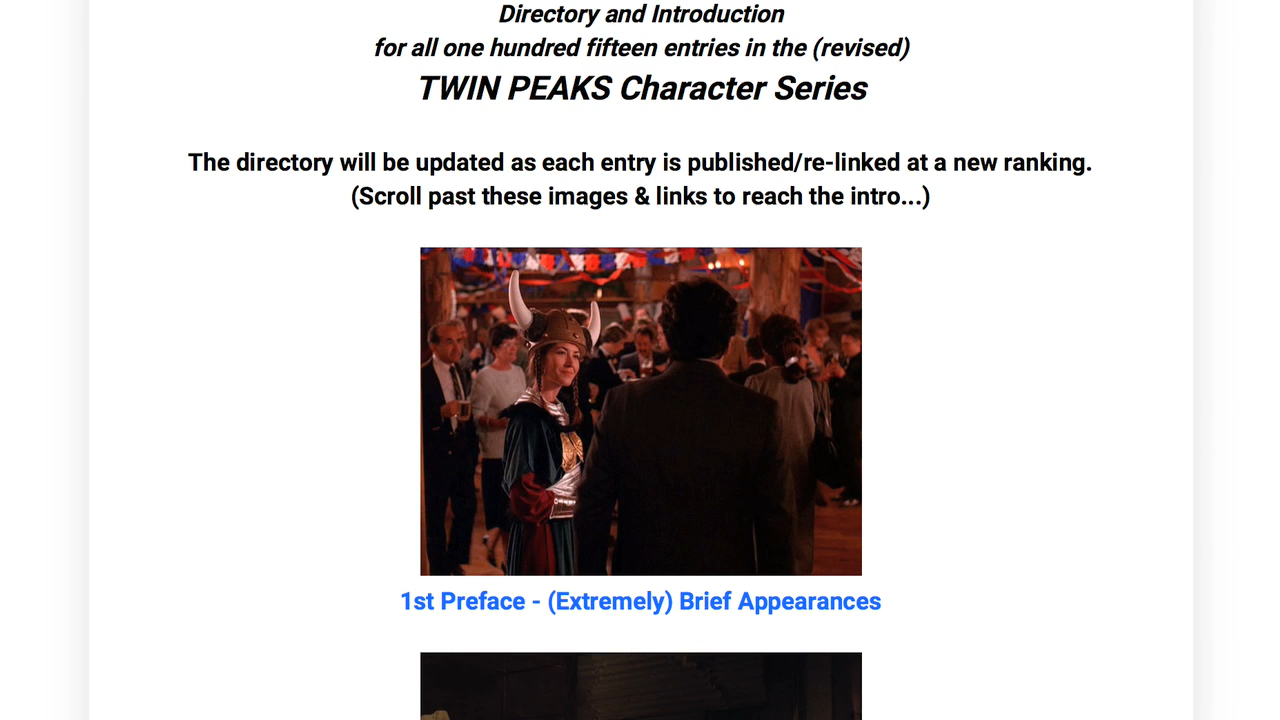 Directory and Introduction
for all one hundred fifteen entries in the (revised)
TWIN PEAKS Character Series
The directory will be updated as each entry is published/re-linked at a new ranking.
(Scroll past these images & links to reach the intro...)
1st Preface - (Extremely) Brief Appearances